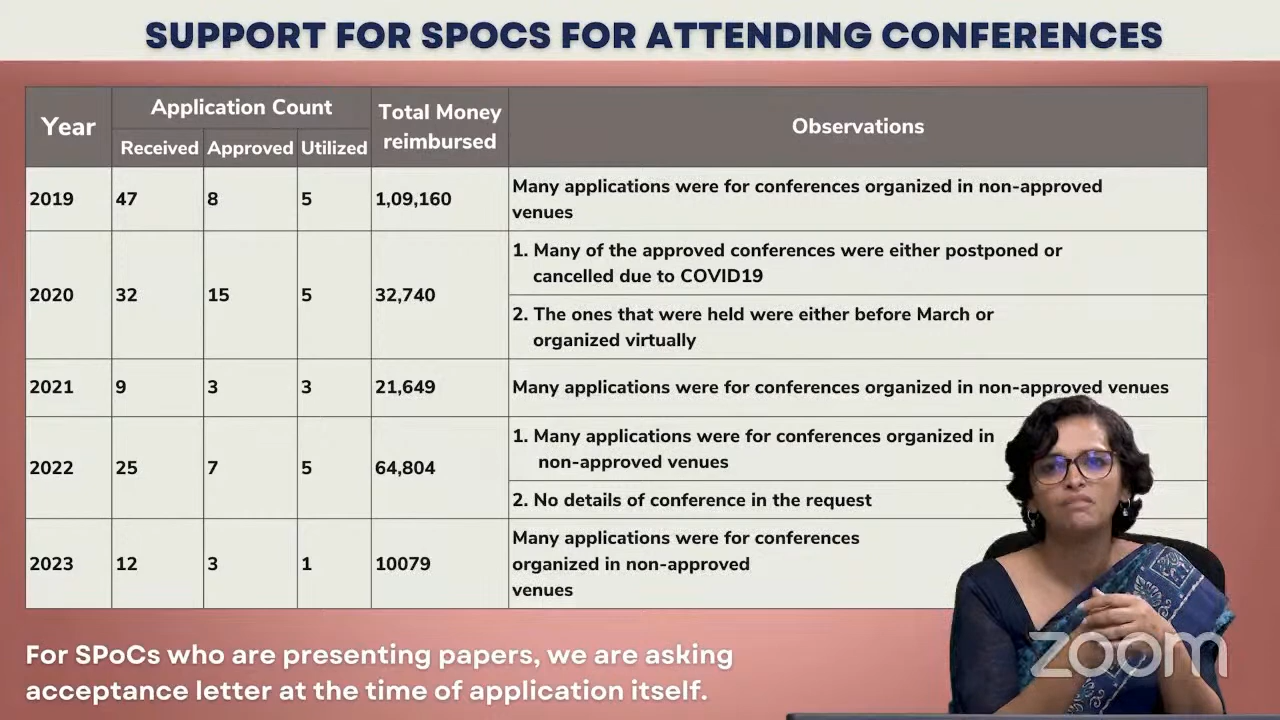 SUPPORT FOR SPOCS FOR ATTENDING CONFERENCES
Year
Application Count
Total Money
reimbursed
Observations
Received
Approved
Utilized
2019
47
8
5
1,09,160
Many applications were for conferences organized in non-approved
venues
2020
32
15
5
32,740
1. Many of the approved conferences were either postponed or
cancelled due to COVID19
2. The ones that were held were either before March or
organized virtually
2021
9
3
3
21,649
Many applications were for conferences organized in non-approved venues
2022
25
7
5
64,804
1. Many applications were for conferences organized in
non-approved venues
2. No details of conference in the request
2023
12
3
1
10079
Many applications were for conferences
organized in non-approved
venues
For SPoCs who are presenting papers, we are asking
acceptance letter at the time of application itself.
zoom